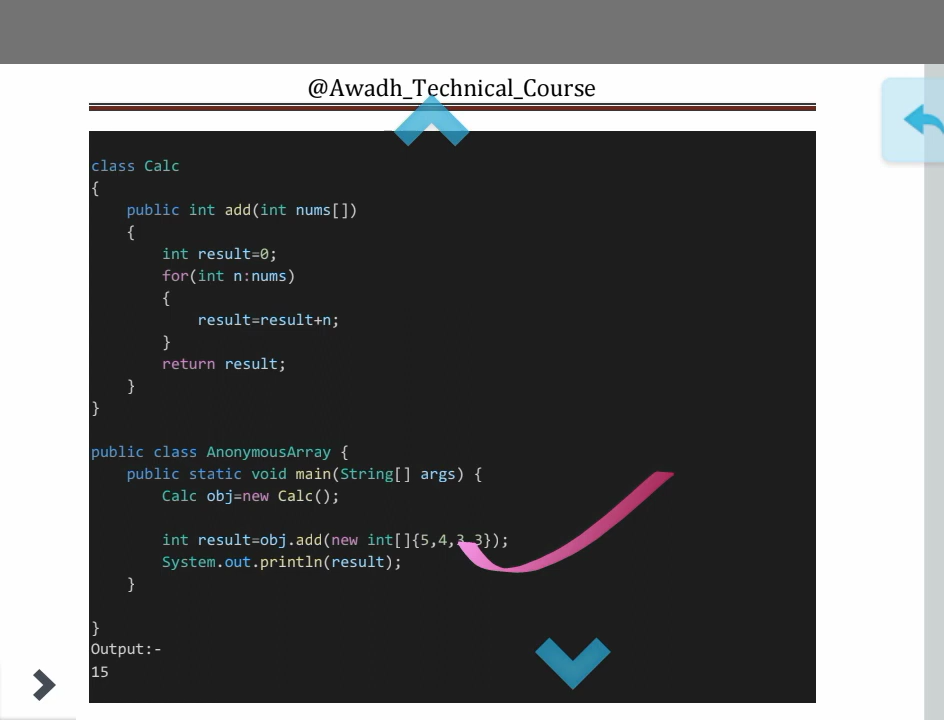 @Awadh_Technical_Course
class Calc
{
    public int add(int nums[])
    {
        int result=0;
        for(int n:nums)
        {
            result=result+n;
        }
        return result;
    }
}
public class AnonymousArray {
    public static void main(String[] args) {
        Calc obj=new Calc();
        int result=obj.add(new int[]{5,4,3,3});
        System.out.println(result);
    }
}
Output:-
15